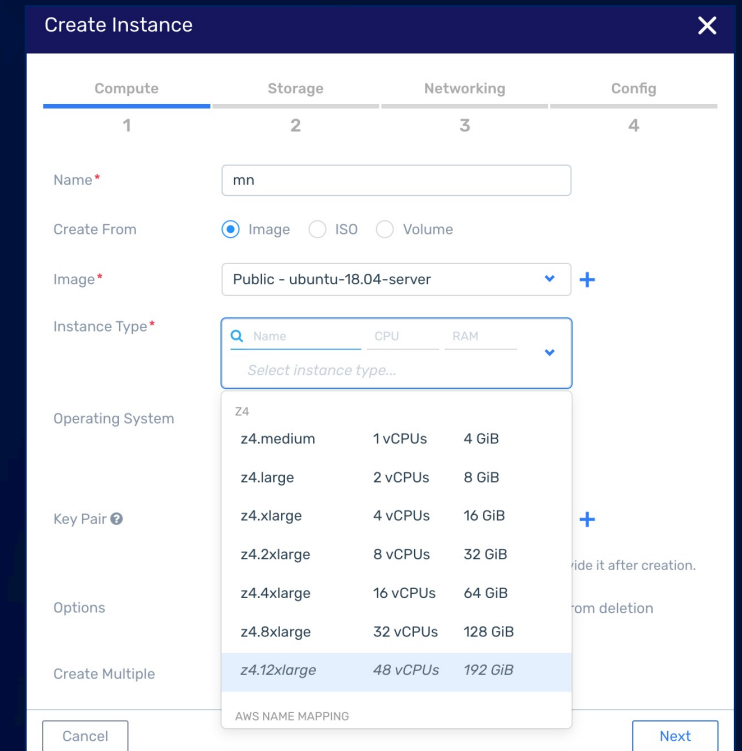 Create Instance
Compute Storage Networking Config
1 2 3 4
Name* mn
Create From Image ISO Volume
Image* Public - ubuntu-18.04-server
Instance Type* Name CPU RAM
Select instance type...
Z4
Operating System
z4.medium 1 vCPUs 4 GiB
z4.large 2 vCPUs 8 GiB
Key Pair z4.xlarge 4 vCPUs 16 GiB
z4.2xlarge 8 vCPUs 32 GiB
vide it after creation.
z4.4xlarge 16 vCPUs 64 GiB
Options om deletion
z4.8xlarge 32 vCPUs 128 GiB
Create Multiple z4.12xlarge 48 vCPUs 192 GiB
AWS NAME MAPPING
Cancel Next